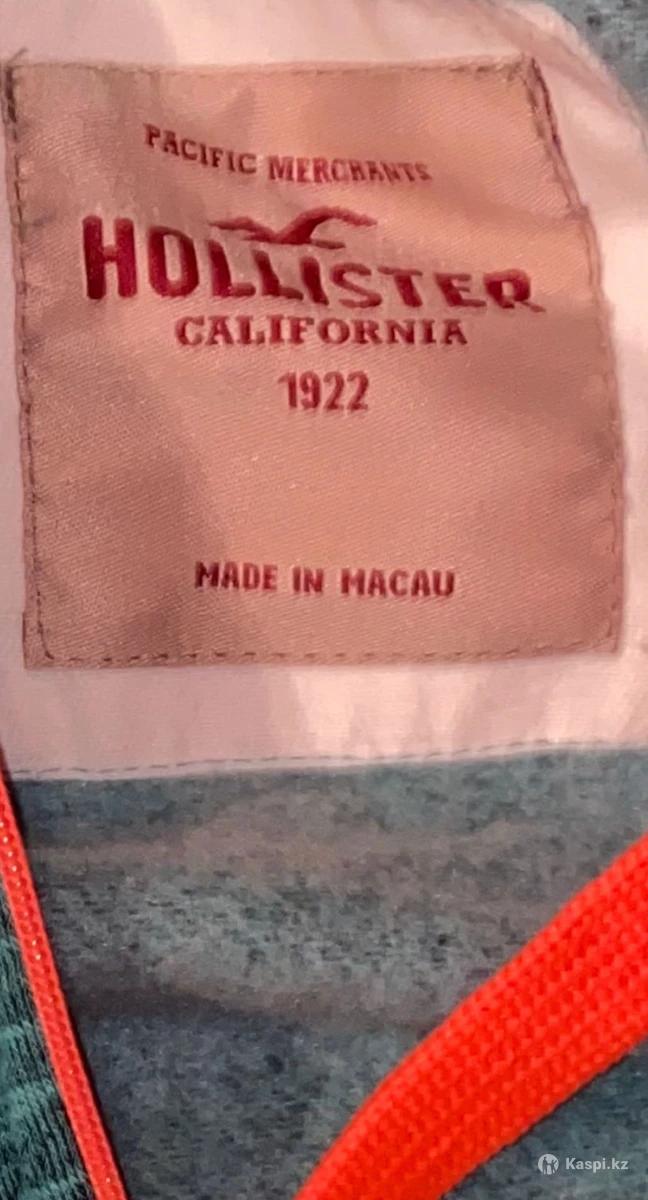 PACIFIC MERCHANTS
HOLLISTER
CALIFORNIA
1922
MADE IN MACAU
Kaspi.kz